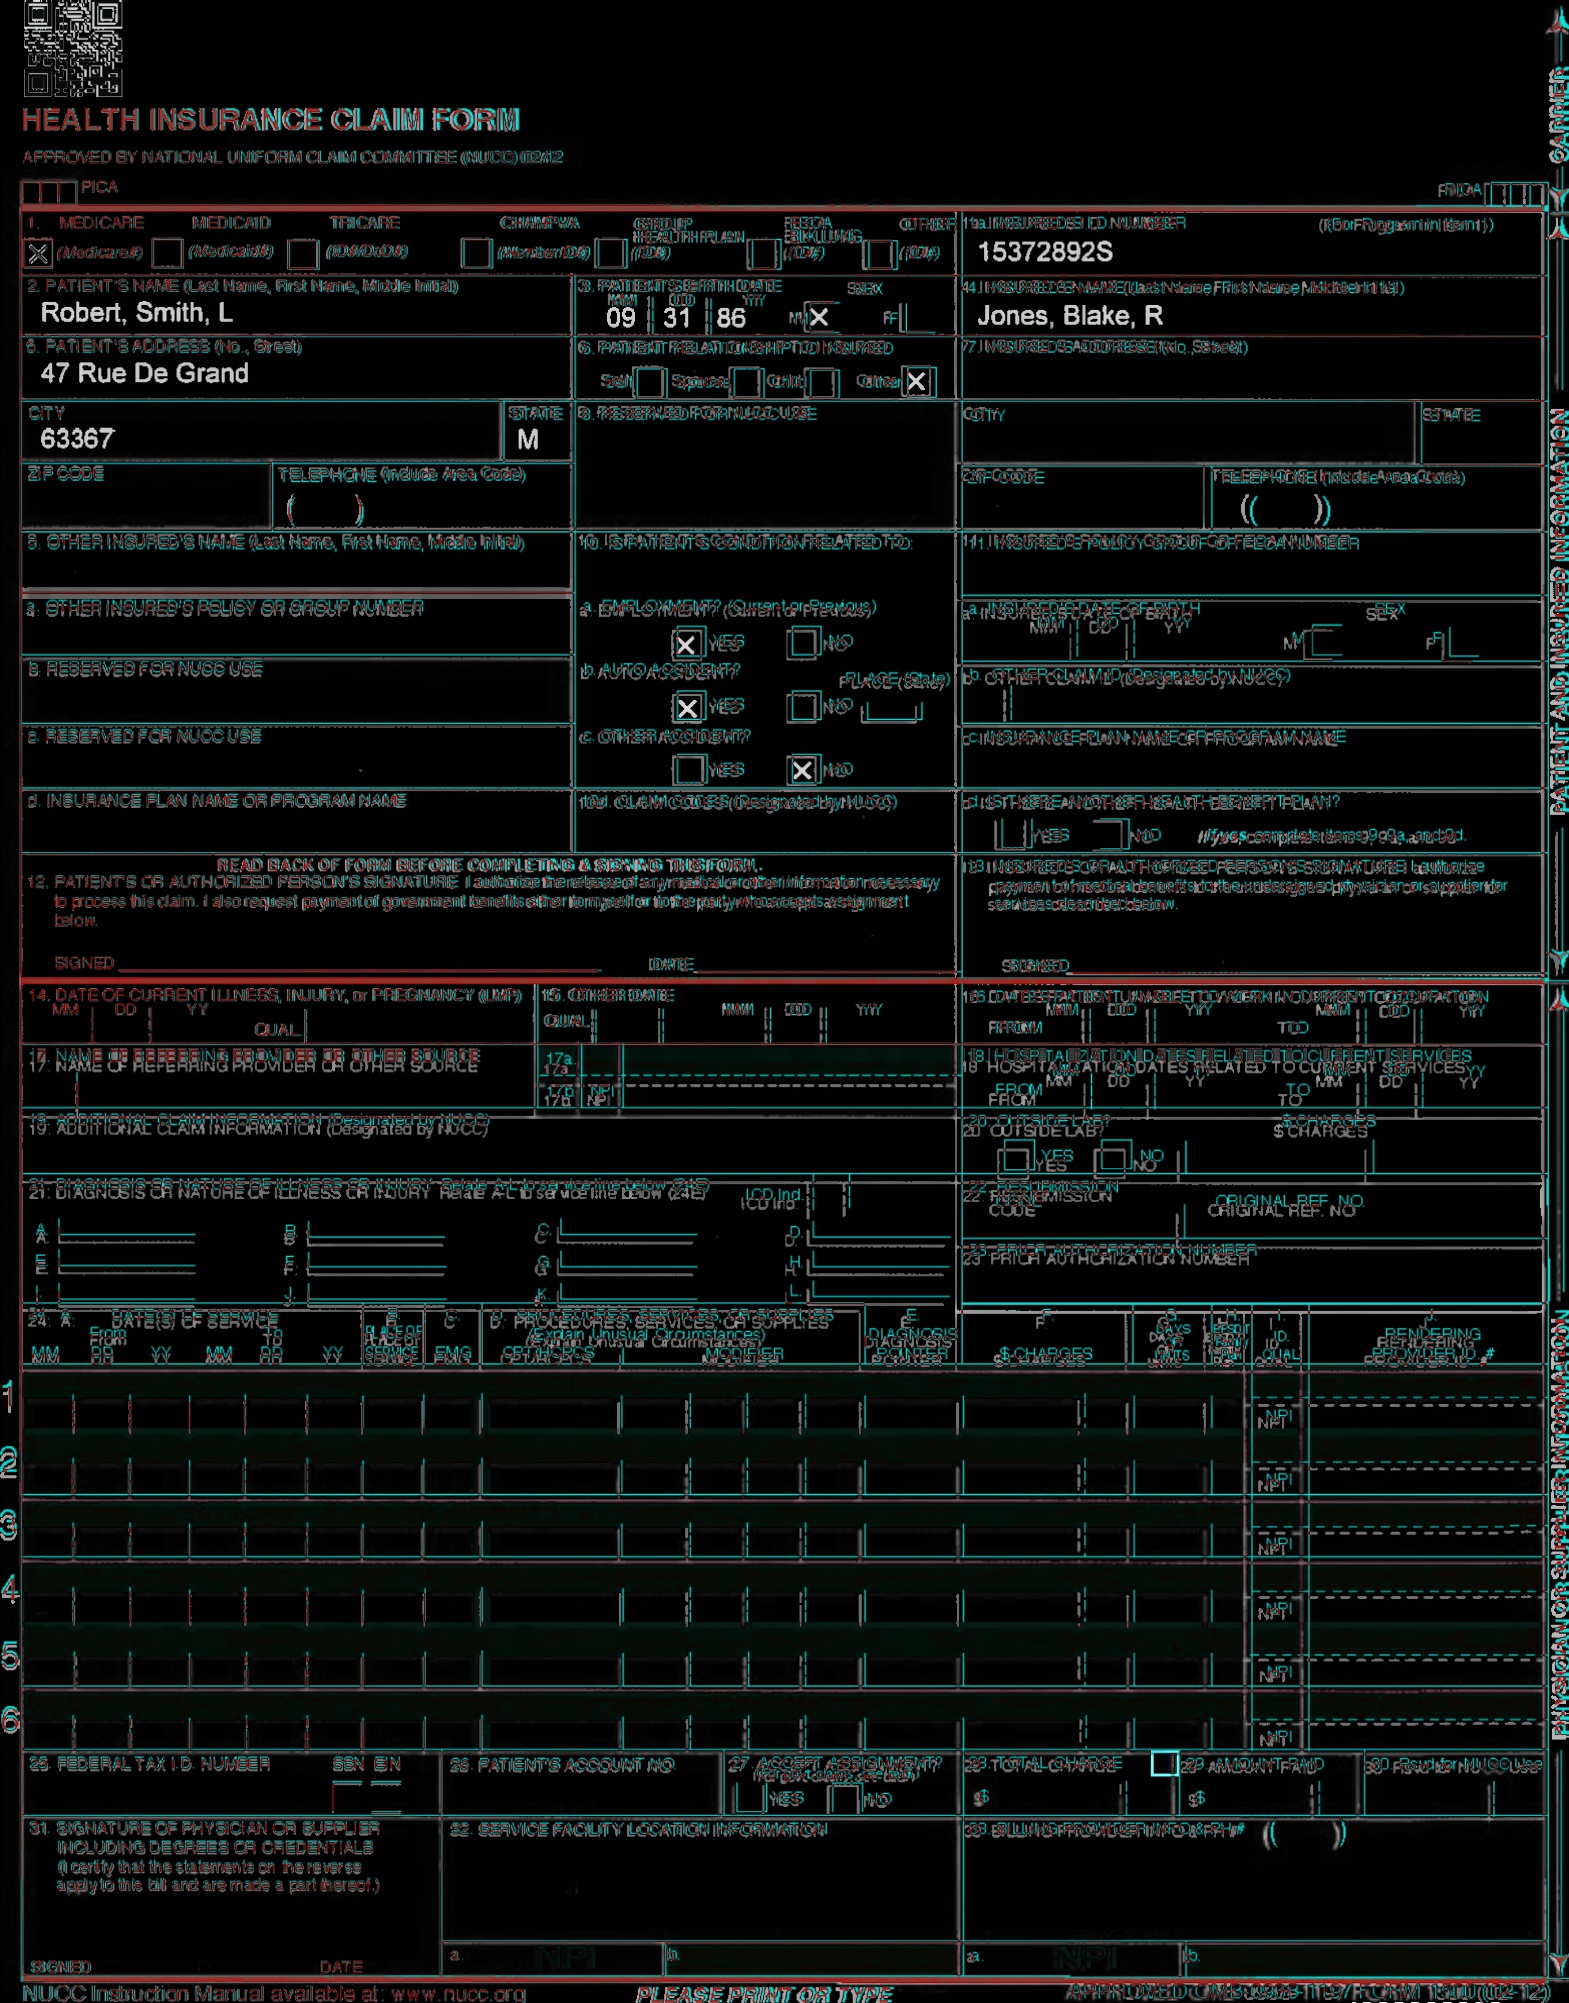 HEALTH INSURANCE CLAIM FORM
APPROVED BY NATIONAL UNIFORM CLAIM COMMITTEE (NUCC) 02/12
PICA
PICA
CARRIER
1. MEDICARE MEDICAID TRICARE CHAMPVA GROUP HEALTH PLAN FECA BLK LUNG OTHER
(Medicare#) (Medicaid#) (ID#/DoD#) (Member ID#) (ID#) (ID#) (ID#)
1a. INSURED'S I.D. NUMBER (For Program in Item 1)
15372892S
2. PATIENT'S NAME (Last Name, First Name, Middle Initial)
Robert, Smith, L
3. PATIENT'S BIRTH DATE SEX
MM DD YY
09 31 86 M X F
4. INSURED'S NAME (Last Name, First Name, Middle Initial)
Jones, Blake, R
5. PATIENT'S ADDRESS (No., Street)
47 Rue De Grand
6. PATIENT RELATIONSHIP TO INSURED
Self Spouse Child Other X
7. INSURED'S ADDRESS (No., Street)
CITY STATE
63367 M
8. RESERVED FOR NUCC USE
CITY STATE
ZIP CODE TELEPHONE (Include Area Code)
( )
ZIP CODE TELEPHONE (Include Area Code)
( )
9. OTHER INSURED'S NAME (Last Name, First Name, Middle Initial)
10. IS PATIENT'S CONDITION RELATED TO:
11. INSURED'S POLICY GROUP OR FECA NUMBER
a. OTHER INSURED'S POLICY OR GROUP NUMBER
a. EMPLOYMENT? (Current or Previous)
X YES NO
a. INSURED'S DATE OF BIRTH SEX
MM DD YY M F
b. RESERVED FOR NUCC USE
b. AUTO ACCIDENT? PLACE (State)
X YES NO
b. OTHER CLAIM ID (Designated by NUCC)
c. RESERVED FOR NUCC USE
c. OTHER ACCIDENT?
YES X NO
c. INSURANCE PLAN NAME OR PROGRAM NAME
d. INSURANCE PLAN NAME OR PROGRAM NAME
10d. CLAIM CODES (Designated by NUCC)
d. IS THERE ANOTHER HEALTH BENEFIT PLAN?
YES NO If yes, complete items 9, 9a, and 9d.
READ BACK OF FORM BEFORE COMPLETING & SIGNING THIS FORM.
12. PATIENT'S OR AUTHORIZED PERSON'S SIGNATURE I authorize the release of any medical or other information necessary
to process this claim. I also request payment of government benefits either to myself or to the party who accepts assignment
below.
SIGNED DATE
13. INSURED'S OR AUTHORIZED PERSON'S SIGNATURE I authorize
payment of medical benefits to the undersigned physician or supplier for
services described below.
SIGNED
PATIENT AND INSURED INFORMATION
14. DATE OF CURRENT ILLNESS, INJURY, or PREGNANCY (LMP)
MM DD YY
QUAL.
15. OTHER DATE
QUAL. MM DD YY
16. DATES PATIENT UNABLE TO WORK IN CURRENT OCCUPATION
MM DD YY MM DD YY
FROM TO
17. NAME OF REFERRING PROVIDER OR OTHER SOURCE
17a.
17b. NPI
18. HOSPITALIZATION DATES RELATED TO CURRENT SERVICES
MM DD YY MM DD YY
FROM TO
19. ADDITIONAL CLAIM INFORMATION (Designated by NUCC)
20. OUTSIDE LAB? $ CHARGES
YES NO
21. DIAGNOSIS OR NATURE OF ILLNESS OR INJURY Relate A-L to service line below (24E) ICD Ind.
A. B. C. D.
E. F. G. H.
I. J. K. L.
22. RESUBMISSION CODE ORIGINAL REF. NO.
23. PRIOR AUTHORIZATION NUMBER
24. A. DATE(S) OF SERVICE B. C. D. PROCEDURES, SERVICES, OR SUPPLIES E. F. G. H. I. J.
From To PLACE OF (Explain Unusual Circumstances) DIAGNOSIS DAYS OR ID. RENDERING
MM DD YY MM DD YY SERVICE EMG CPT/HCPCS MODIFIER POINTER $ CHARGES UNITS QUAL. PROVIDER ID. #
1
NPI
2
NPI
3
NPI
4
NPI
5
NPI
6
NPI
PHYSICIAN OR SUPPLIER INFORMATION
25. FEDERAL TAX I.D. NUMBER SSN EIN
26. PATIENT'S ACCOUNT NO.
27. ACCEPT ASSIGNMENT?
YES NO
28. TOTAL CHARGE
$
29. AMOUNT PAID
$
30. Rsvd for NUCC Use
31. SIGNATURE OF PHYSICIAN OR SUPPLIER
INCLUDING DEGREES OR CREDENTIALS
(I certify that the statements on the reverse
apply to this bill and are made a part thereof.)
SIGNED DATE
32. SERVICE FACILITY LOCATION INFORMATION
a. NPI b.
33. BILLING PROVIDER INFO & PH # ( )
a. NPI b.
NUCC Instruction Manual available at: www.nucc.org
PLEASE PRINT OR TYPE
APPROVED OMB-0938-1197 FORM 1500 (02-12)